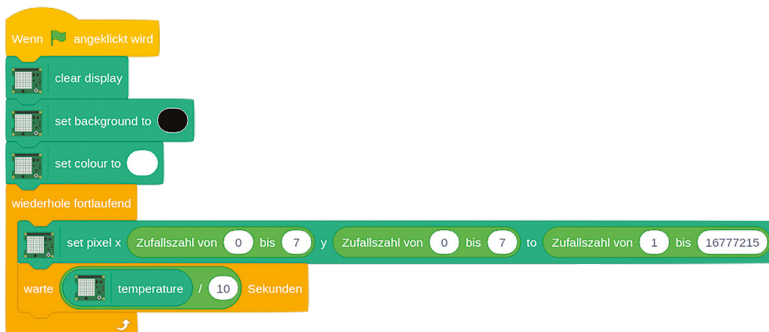 Wenn angeklickt wird
clear display
set background to
set colour to
wiederhole fortlaufend
set pixel x Zufallszahl von 0 bis 7 y Zufallszahl von 0 bis 7 to Zufallszahl von 1 bis 16777215
warte temperature / 10 Sekunden